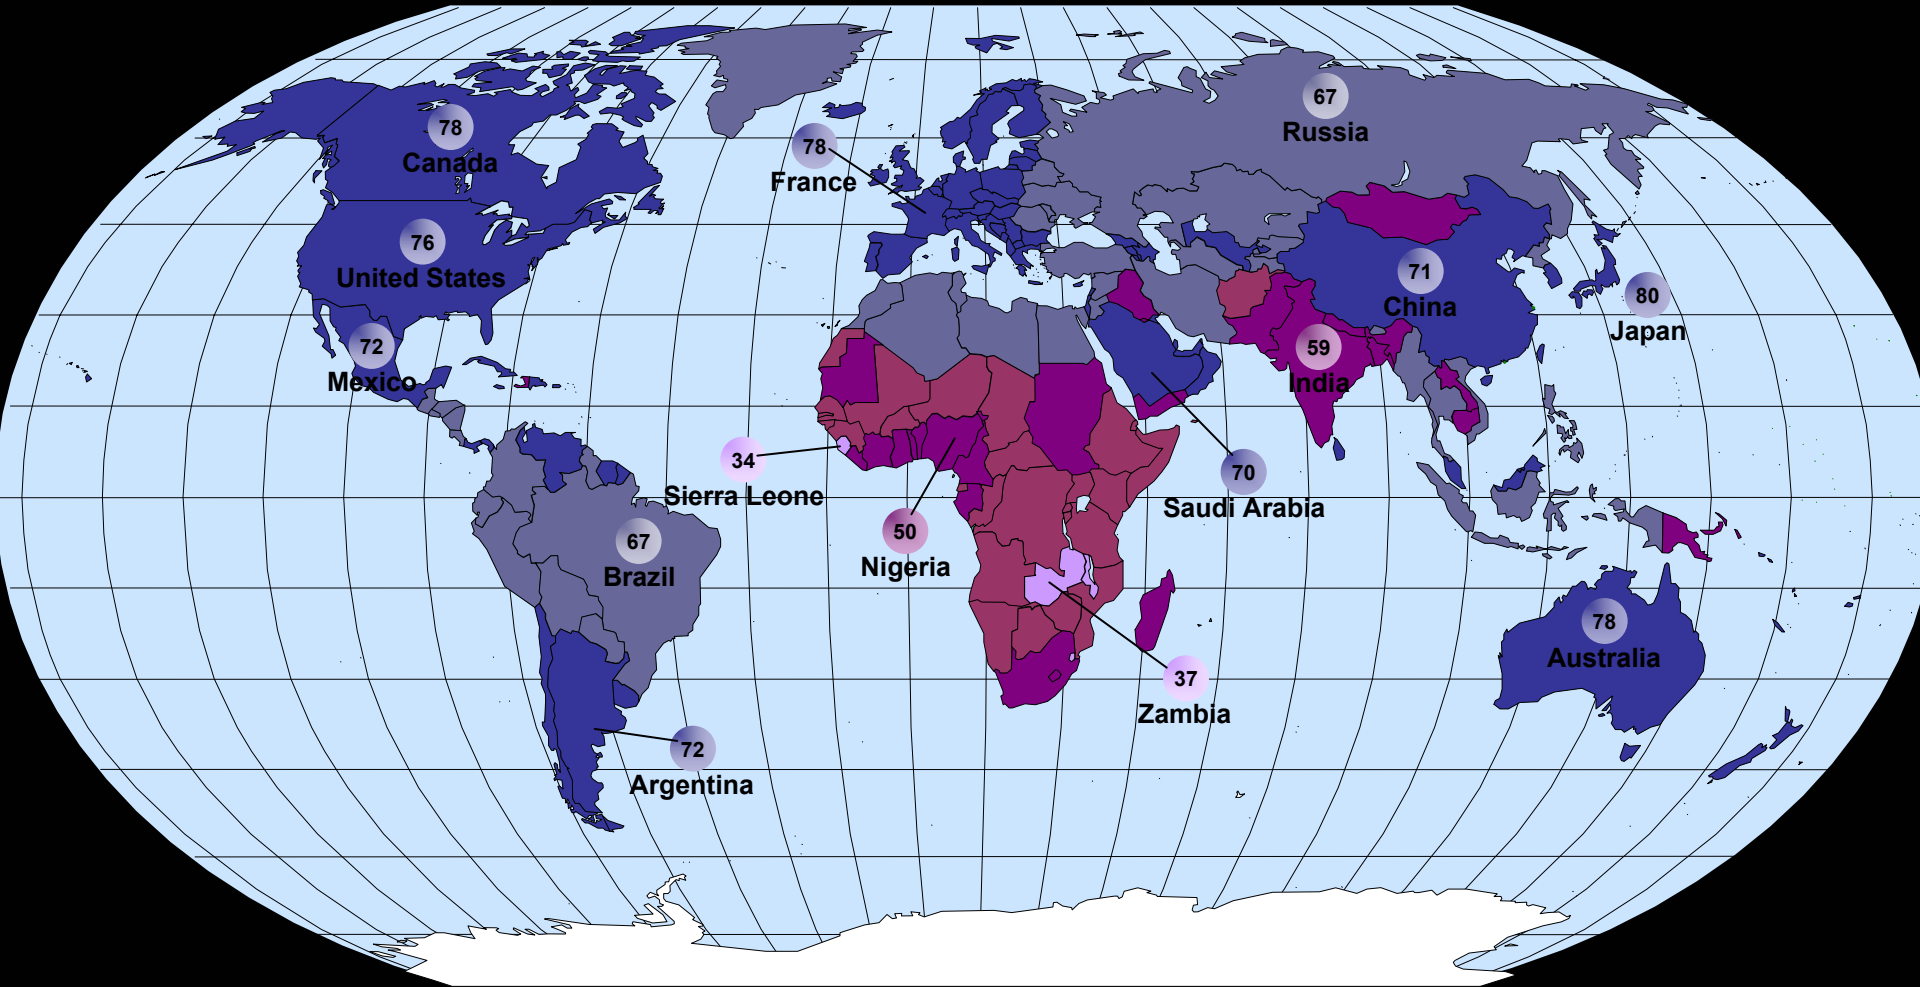 67
Russia
78
Canada
78
France
76
United States
71
China
80
Japan
72
Mexico
59
India
34
Sierra Leone
70
Saudi Arabia
50
Nigeria
67
Brazil
78
Australia
37
Zambia
72
Argentina